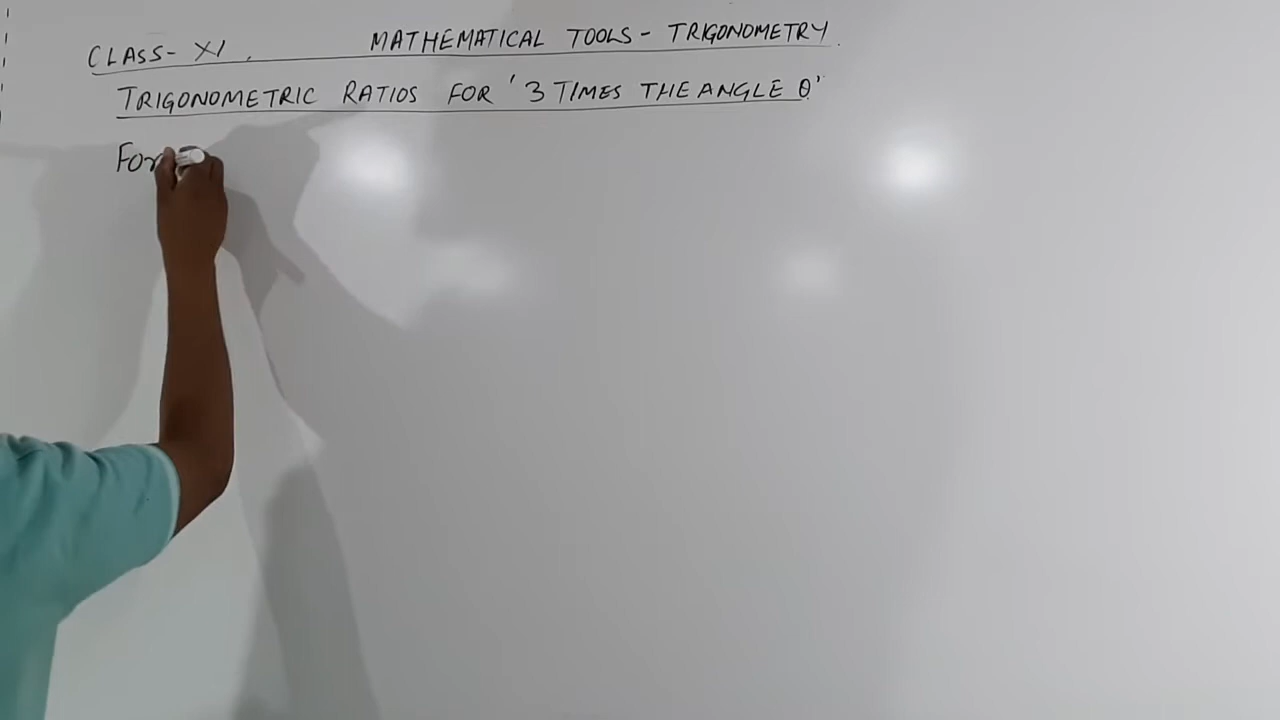 CLASS- XI. MATHEMATICAL TOOLS - TRIGONOMETRY.
TRIGONOMETRIC RATIOS FOR '3 TIMES THE ANGLE θ'
For